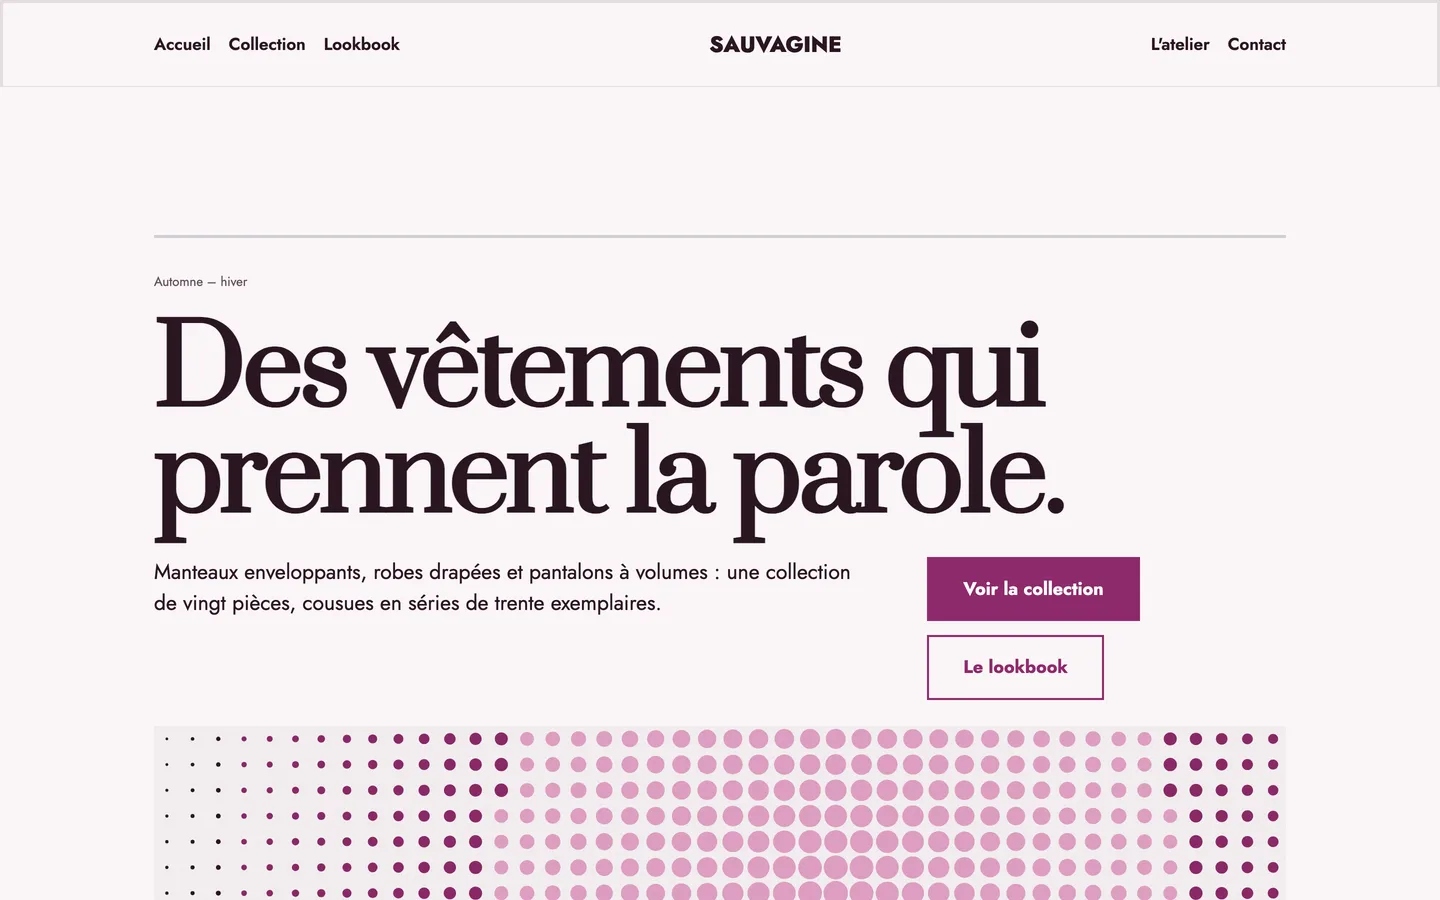 Accueil Collection Lookbook SAUVAGINE L'atelier Contact
Automne – hiver
Des vêtements qui
prennent la parole.
Manteaux enveloppants, robes drapées et pantalons à volumes : une collection
de vingt pièces, cousues en séries de trente exemplaires.
Voir la collection
Le lookbook